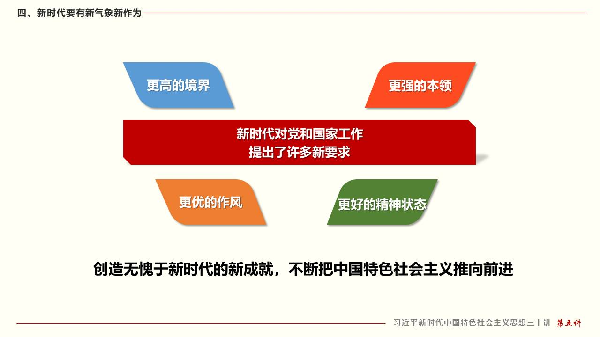 四、新时代要有新气象新作为
更高的境界
更强的本领
新时代对党和国家工作
提出了许多新要求
更优的作风
更好的精神状态
创造无愧于新时代的新成就，不断把中国特色社会主义推向前进
习近平新时代中国特色社会主义思想三十讲 第五讲